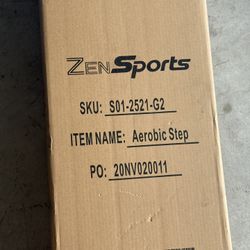 ZenSports
SKU: S01-2521-G2
ITEM NAME: Aerobic Step
PO: 20NV020011